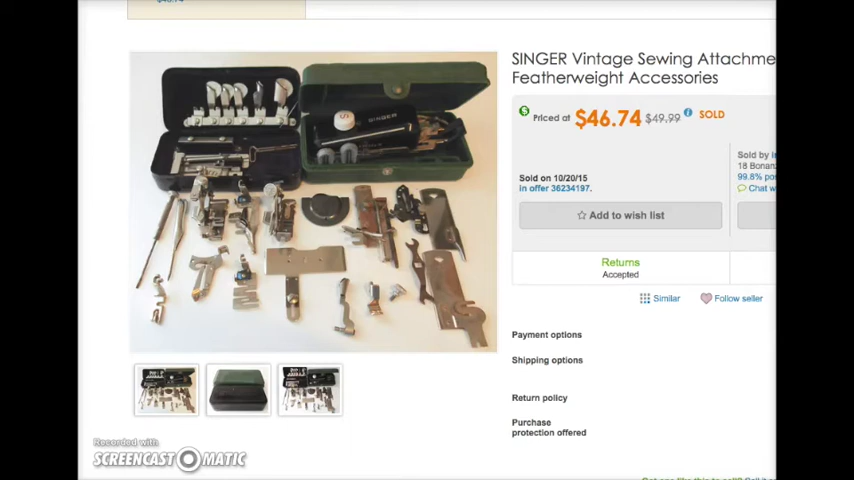 $46.74
SINGER Vintage Sewing Attachme
Featherweight Accessories
Priced at $46.74 $49.99 SOLD
Sold on 10/20/15
in offer 36234197.
Sold by i
18 Bonan
99.8% po
Chat w
Add to wish list
Returns
Accepted
Similar
Follow seller
Payment options
Shipping options
Return policy
Purchase
protection offered
SINGER
S
Recorded with
SCREENCAST-O-MATIC